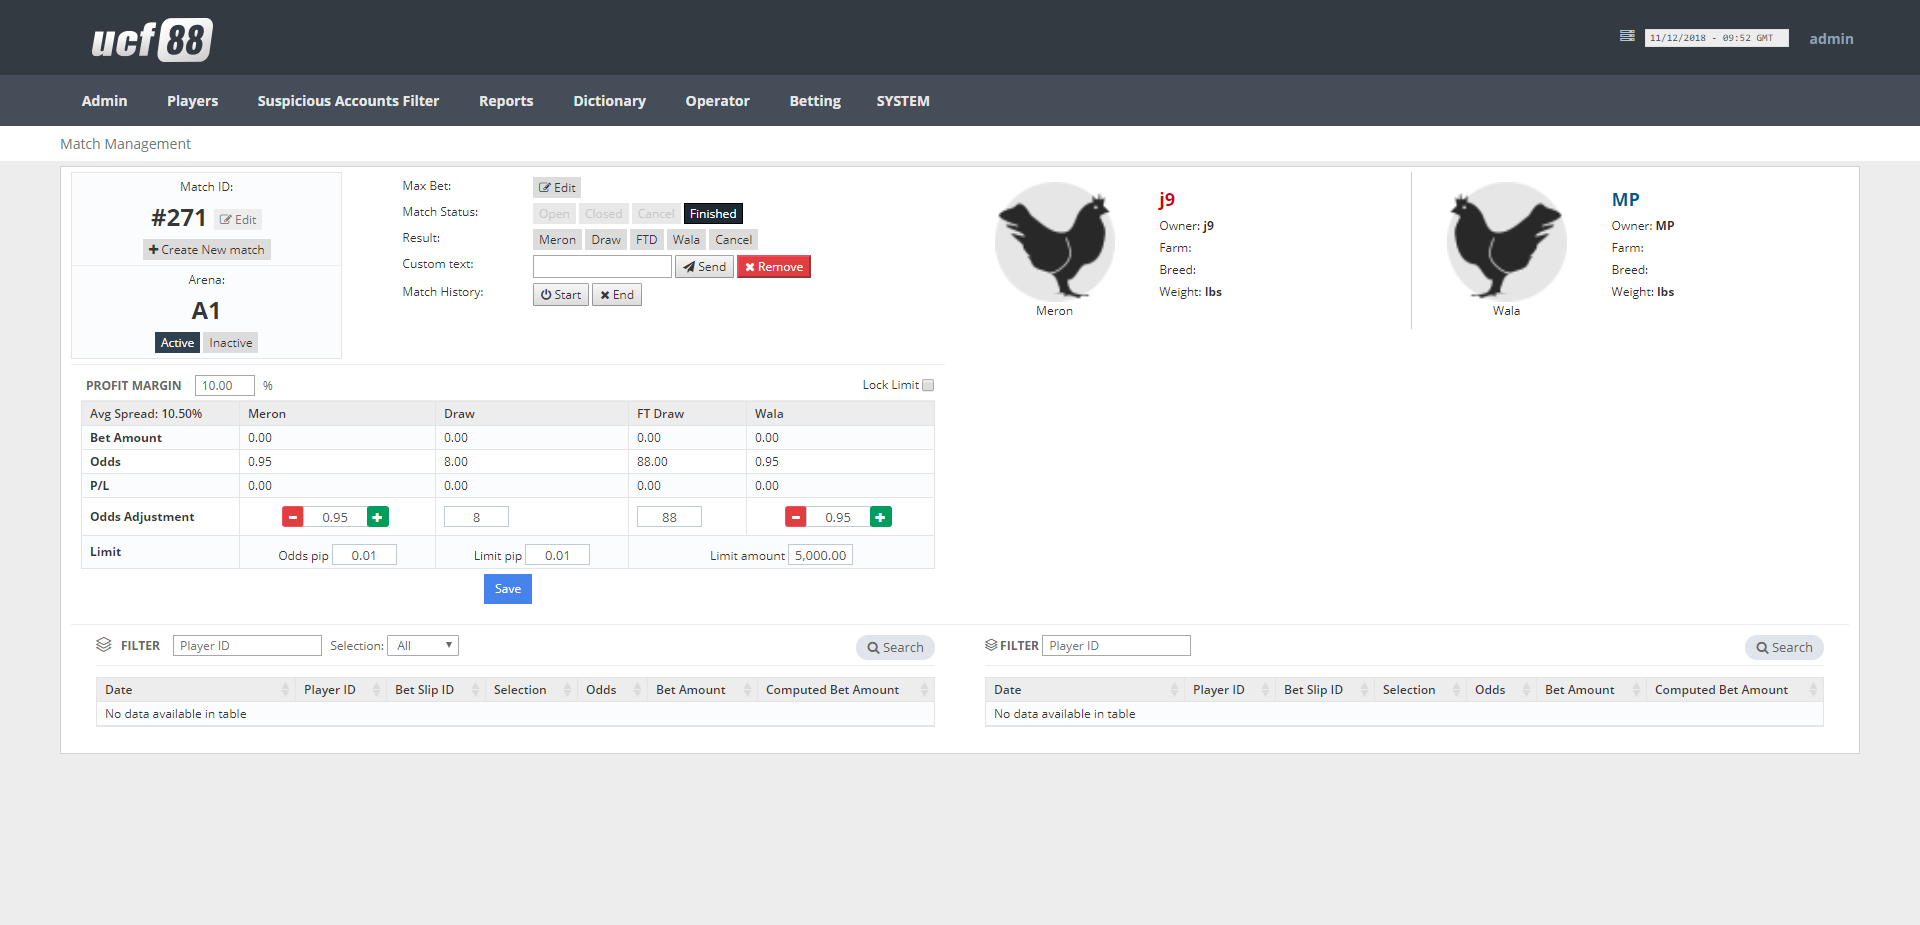 ucf88
11/12/2018 - 09:52 GMT
admin
Admin Players Suspicious Accounts Filter Reports Dictionary Operator Betting SYSTEM
Match Management
Match ID:
#271 Edit
Create New match
Arena:
A1
Active Inactive
Max Bet: Edit
Match Status: Open Closed Cancel Finished
Result: Meron Draw FTD Wala Cancel
Custom text: Send Remove
Match History: Start End
Meron
j9
Owner: j9
Farm:
Breed:
Weight: lbs
Wala
MP
Owner: MP
Farm:
Breed:
Weight: lbs
PROFIT MARGIN 10.00 % Lock Limit
Avg Spread: 10.50% Meron Draw FT Draw Wala
Bet Amount 0.00 0.00 0.00 0.00
Odds 0.95 8.00 88.00 0.95
P/L 0.00 0.00 0.00 0.00
Odds Adjustment 0.95 8 88 0.95
Limit Odds pip 0.01 Limit pip 0.01 Limit amount 5,000.00
Save
FILTER Player ID Selection: All Search
Date Player ID Bet Slip ID Selection Odds Bet Amount Computed Bet Amount
No data available in table
FILTER Player ID Search
Date Player ID Bet Slip ID Selection Odds Bet Amount Computed Bet Amount
No data available in table